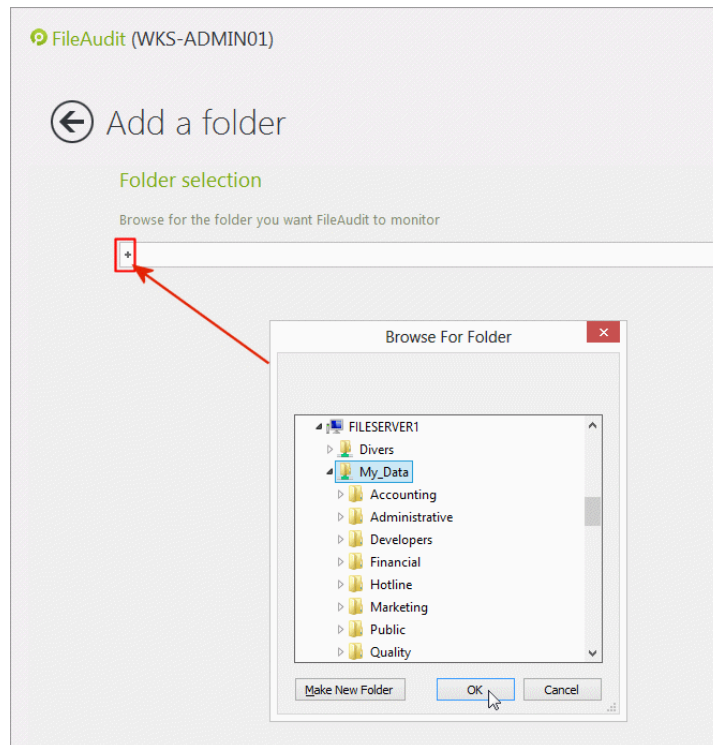 FileAudit (WKS-ADMIN01)
Add a folder
Folder selection
Browse for the folder you want FileAudit to monitor
+
Browse For Folder
FILESERVER1
Divers
My_Data
Accounting
Administrative
Developers
Financial
Hotline
Marketing
Public
Quality
Make New Folder OK Cancel